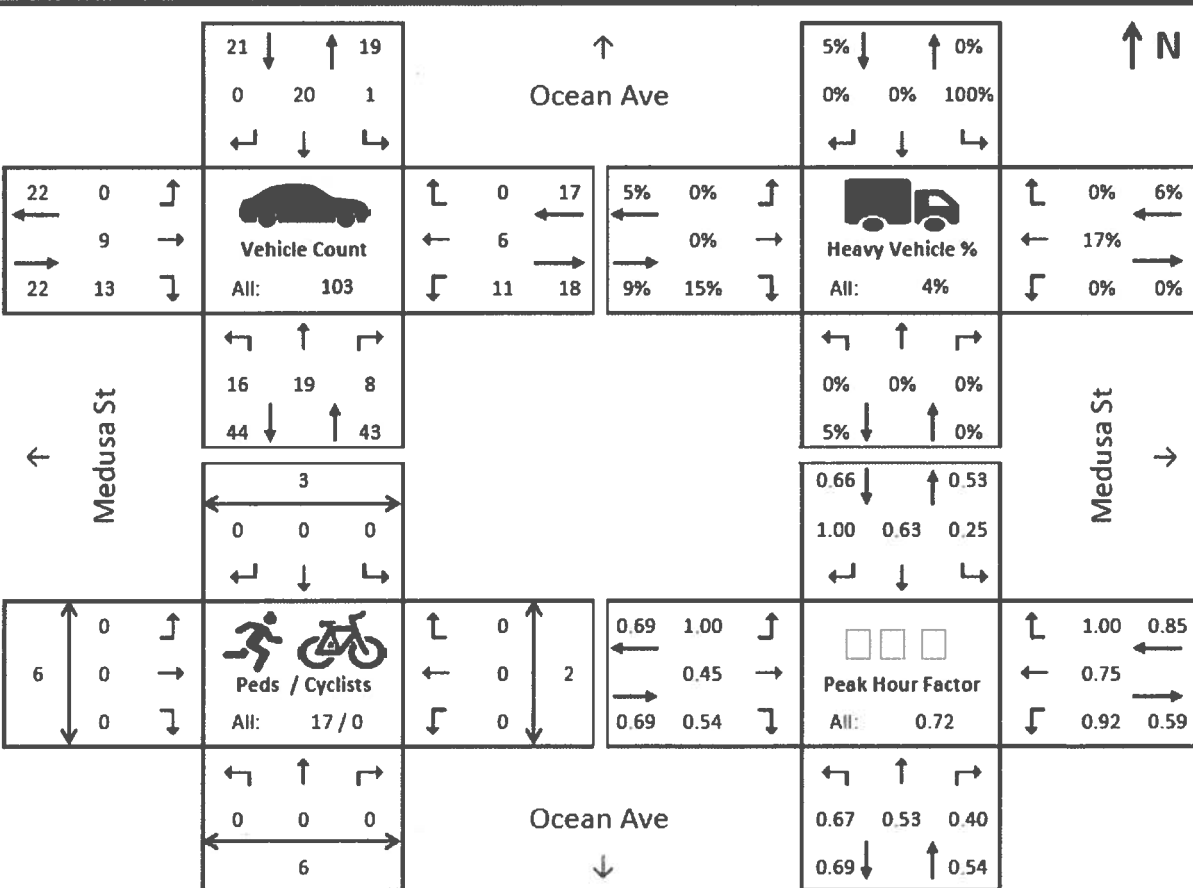 21 19
0 20 1
Ocean Ave
5% 0%
0% 0% 100%
N
22 0
9
22 13
Vehicle Count
All: 103
0 17
6
11 18
5% 0%
0%
9% 15%
Heavy Vehicle %
All: 4%
0% 6%
17%
0% 0%
16 19 8
44 43
0% 0% 0%
5% 0%
Medusa St
Medusa St
3
0 0 0
0.66 0.53
1.00 0.63 0.25
0
6 0
0
Peds / Cyclists
All: 17 / 0
0
0 2
0
0.69 1.00
0.45
0.69 0.54
Peak Hour Factor
All: 0.72
1.00 0.85
0.75
0.92 0.59
0 0 0
6
Ocean Ave
0.67 0.53 0.40
0.69 0.54